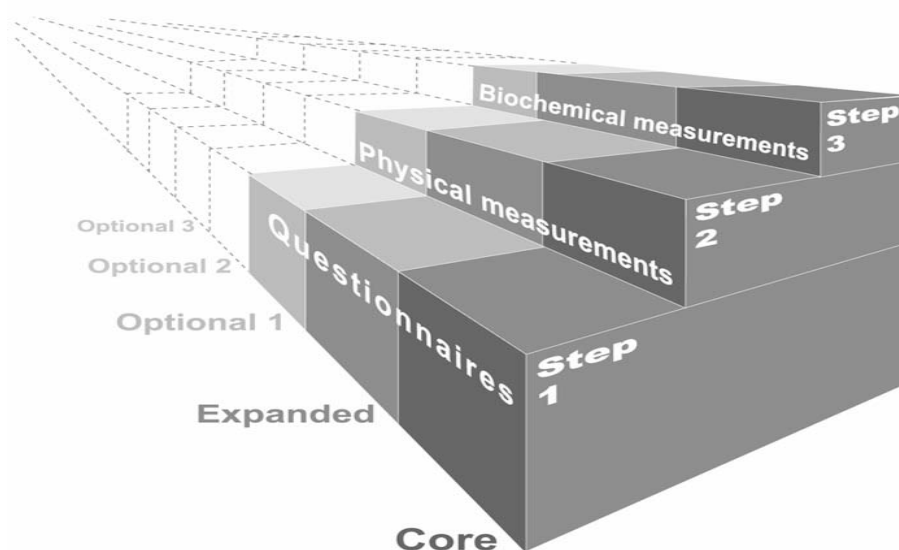 Biochemical measurements
Step
3
Physical measurements
Step
2
Questionnaires
Step
1
Optional 3
Optional 2
Optional 1
Expanded
Core